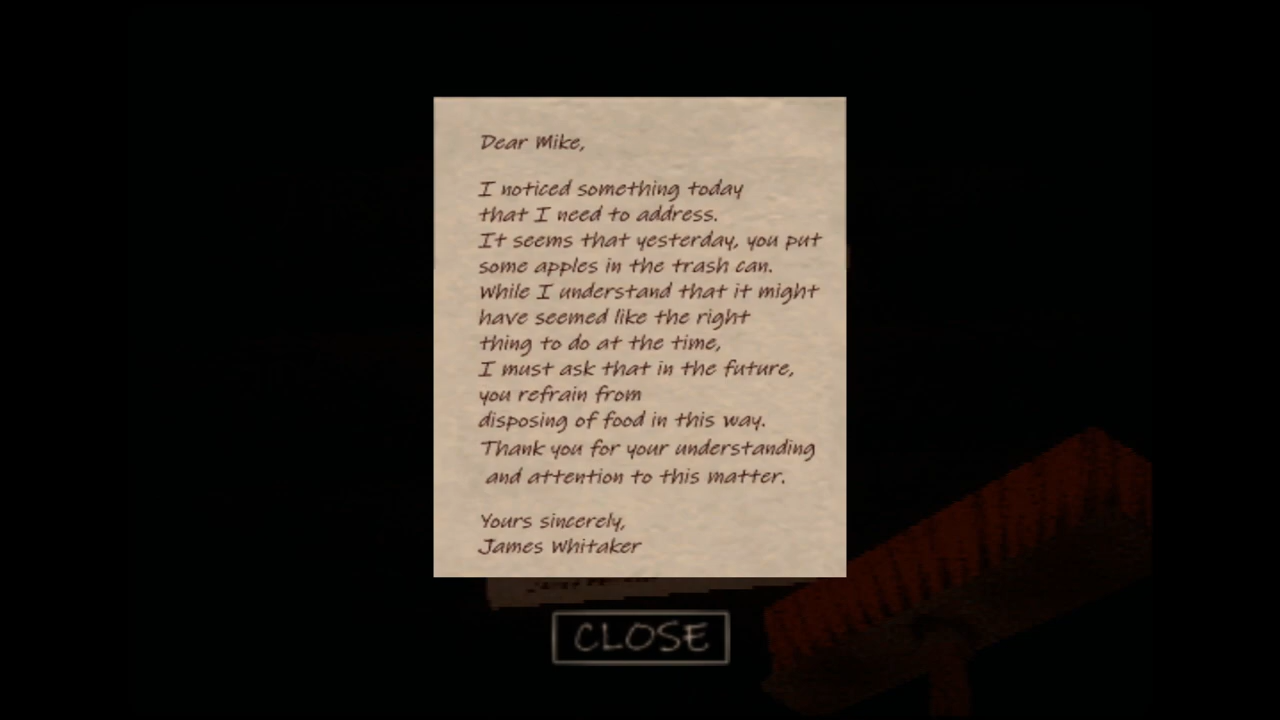 Dear Mike,
I noticed something today
that I need to address.
It seems that yesterday, you put
some apples in the trash can.
While I understand that it might
have seemed like the right
thing to do at the time,
I must ask that in the future,
you refrain from
disposing of food in this way.
Thank you for your understanding
and attention to this matter.
Yours sincerely,
James Whitaker
CLOSE